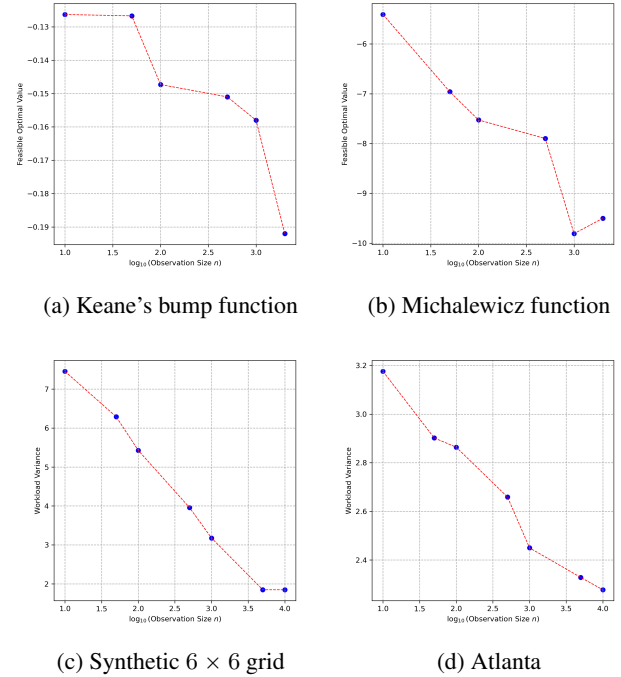 −0.13
−0.14
−0.15
−0.16
−0.17
−0.18
−0.19
Feasible Optimal Value
1.0 1.5 2.0 2.5 3.0
log₁₀(Observation Size n)
(a) Keane's bump function
−6
−7
−8
−9
−10
Feasible Optimal Value
1.0 1.5 2.0 2.5 3.0
log₁₀(Observation Size n)
(b) Michalewicz function
7
6
5
4
3
2
Workload Variance
1.0 1.5 2.0 2.5 3.0 3.5 4.0
log₁₀(Observation Size n)
(c) Synthetic 6 × 6 grid
3.2
3.0
2.8
2.6
2.4
Workload Variance
1.0 1.5 2.0 2.5 3.0 3.5 4.0
log₁₀(Observation Size n)
(d) Atlanta